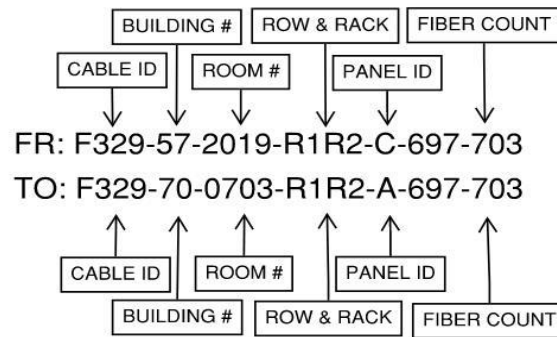 BUILDING # ROW & RACK FIBER COUNT
CABLE ID ROOM # PANEL ID
FR: F329-57-2019-R1R2-C-697-703
TO: F329-70-0703-R1R2-A-697-703
CABLE ID ROOM # PANEL ID
BUILDING # ROW & RACK FIBER COUNT